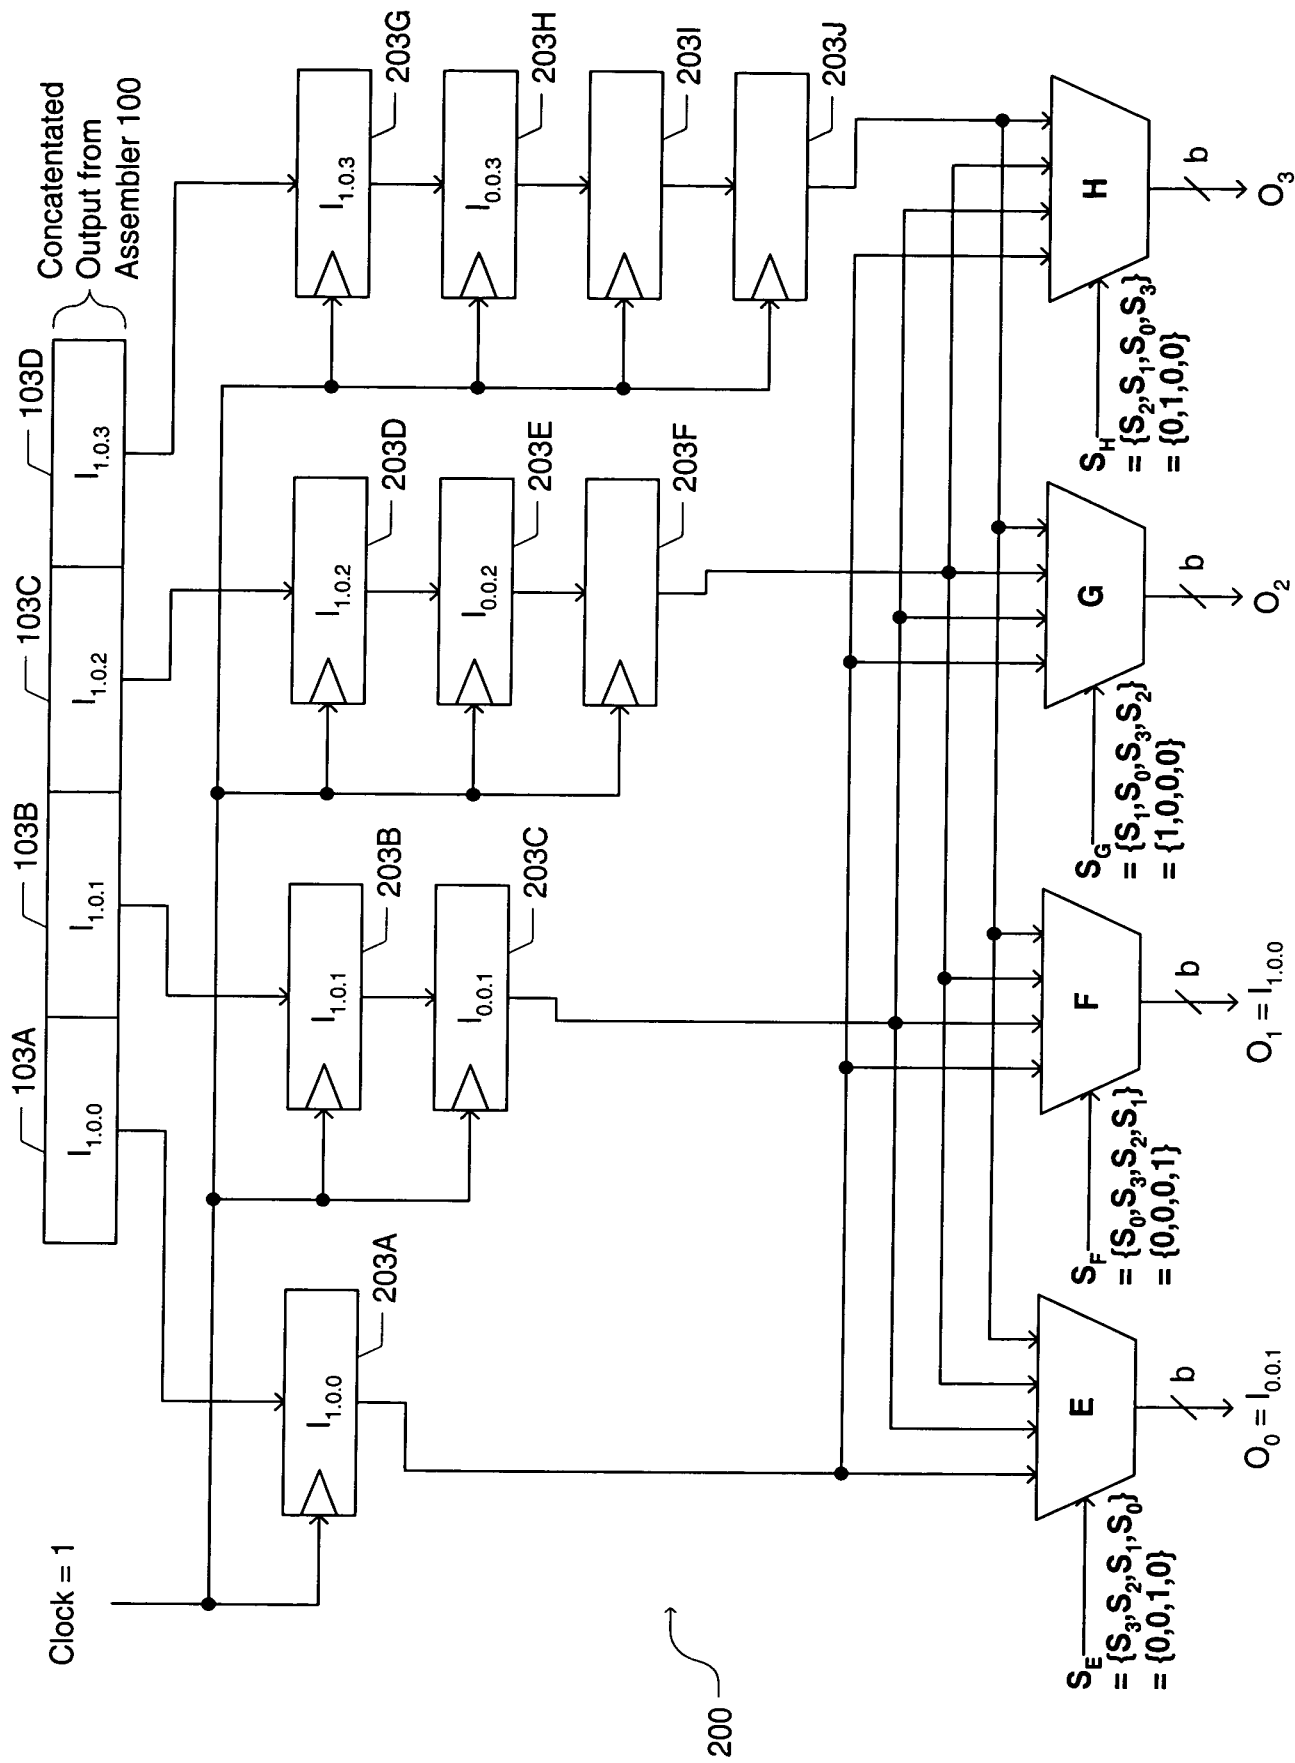 Concatentated
Output from
Assembler 100
103A
103B
103C
103D
I1.0.0
I1.0.1
I1.0.2
I1.0.3
Clock = 1
I1.0.0
203A
I1.0.1
203B
I0.0.1
203C
I1.0.2
203D
I0.0.2
203E
203F
I1.0.3
203G
I0.0.3
203H
203I
203J
200
E
F
G
H
SE
= {S3,S2,S1,S0}
= {0,0,1,0}
SF
= {S0,S3,S2,S1}
= {0,0,0,1}
SG
= {S1,S0,S3,S2}
= {1,0,0,0}
SH
= {S2,S1,S0,S3}
= {0,1,0,0}
b
b
b
b
O0 = I0.0.1
O1 = I1.0.0
O2
O3